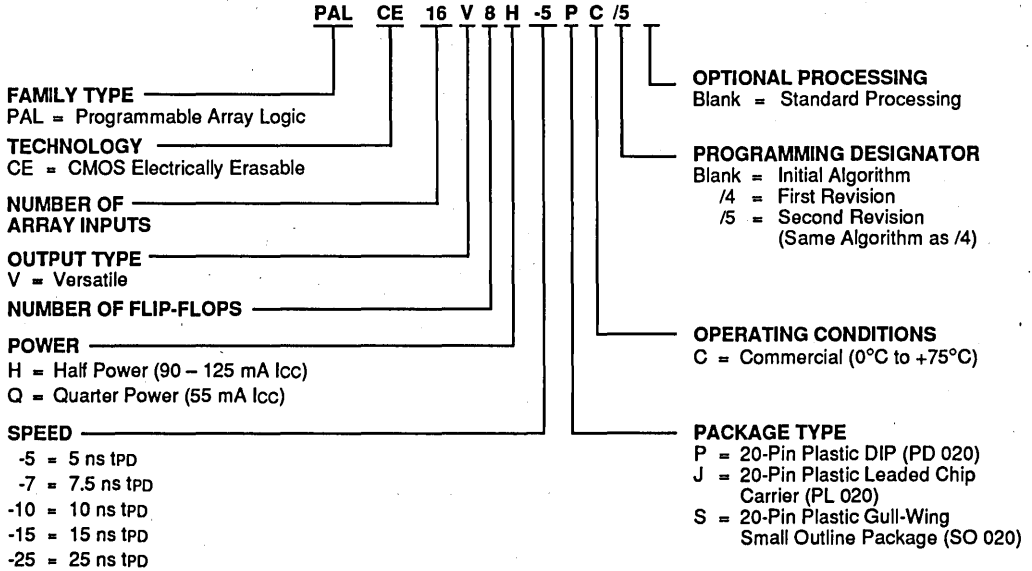 PAL CE 16 V 8 H -5 P C /5
FAMILY TYPE
PAL = Programmable Array Logic
TECHNOLOGY
CE = CMOS Electrically Erasable
NUMBER OF
ARRAY INPUTS
OUTPUT TYPE
V = Versatile
NUMBER OF FLIP-FLOPS
POWER
H = Half Power (90 – 125 mA Icc)
Q = Quarter Power (55 mA Icc)
SPEED
-5 = 5 ns tPD
-7 = 7.5 ns tPD
-10 = 10 ns tPD
-15 = 15 ns tPD
-25 = 25 ns tPD
OPTIONAL PROCESSING
Blank = Standard Processing
PROGRAMMING DESIGNATOR
Blank = Initial Algorithm
/4 = First Revision
/5 = Second Revision
(Same Algorithm as /4)
OPERATING CONDITIONS
C = Commercial (0°C to +75°C)
PACKAGE TYPE
P = 20-Pin Plastic DIP (PD 020)
J = 20-Pin Plastic Leaded Chip
Carrier (PL 020)
S = 20-Pin Plastic Gull-Wing
Small Outline Package (SO 020)